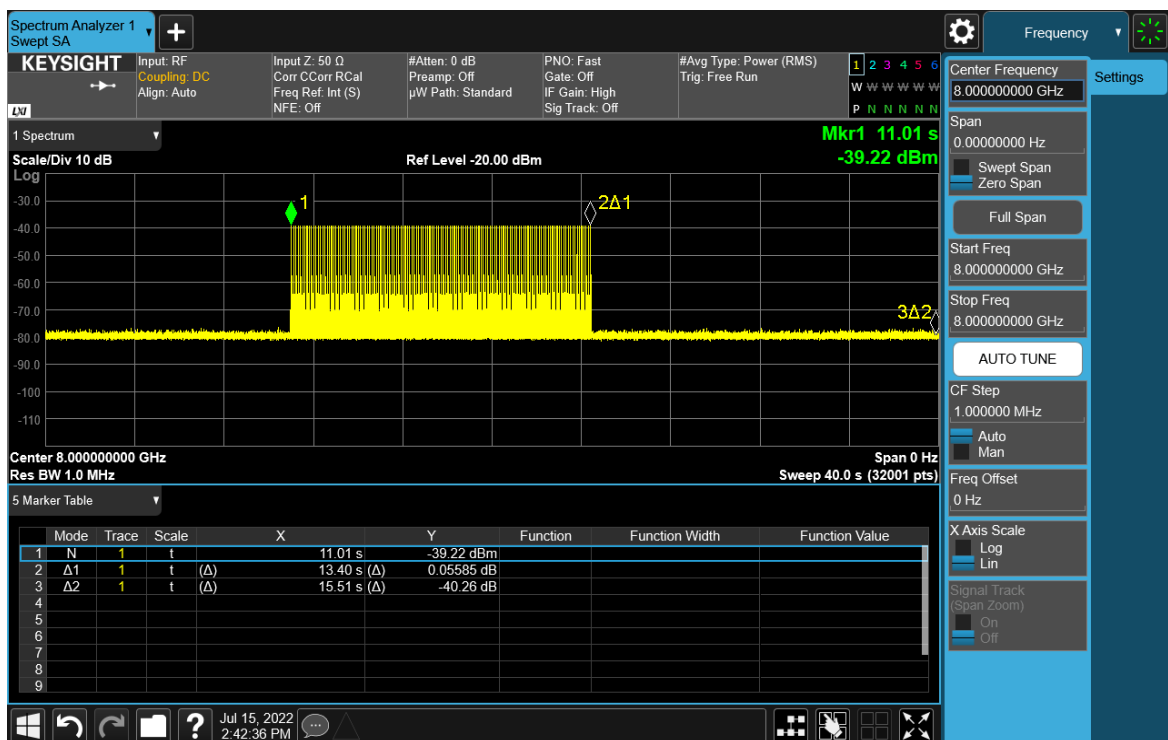 Spectrum Analyzer 1
Swept SA
Frequency
KEYSIGHT
LXI
Input: RF
Coupling: DC
Align: Auto
Input Z: 50 Ω
Corr CCorr RCal
Freq Ref: Int (S)
NFE: Off
#Atten: 0 dB
Preamp: Off
µW Path: Standard
PNO: Fast
Gate: Off
IF Gain: High
Sig Track: Off
#Avg Type: Power (RMS)
Trig: Free Run
1 2 3 4 5 6
W W W W W W
P N N N N N
1 Spectrum
Scale/Div 10 dB
Ref Level -20.00 dBm
Mkr1 11.01 s
-39.22 dBm
Log
1
2Δ1
3Δ2
-30.0
-40.0
-50.0
-60.0
-70.0
-80.0
-90.0
-100
-110
Center 8.000000000 GHz
Span 0 Hz
Res BW 1.0 MHz
Sweep 40.0 s (32001 pts)
5 Marker Table
Mode Trace Scale X Y Function Function Width Function Value
1 N 1 t 11.01 s -39.22 dBm
2 Δ1 1 t (Δ) 13.40 s (Δ) 0.05585 dB
3 Δ2 1 t (Δ) 15.51 s (Δ) -40.26 dB
4
5
6
7
8
9
Jul 15, 2022
2:42:36 PM
Center Frequency
8.000000000 GHz
Settings
Span
0.00000000 Hz
Swept Span
Zero Span
Full Span
Start Freq
8.000000000 GHz
Stop Freq
8.000000000 GHz
AUTO TUNE
CF Step
1.000000 MHz
Auto
Man
Freq Offset
0 Hz
X Axis Scale
Log
Lin
Signal Track
(Span Zoom)
On
Off